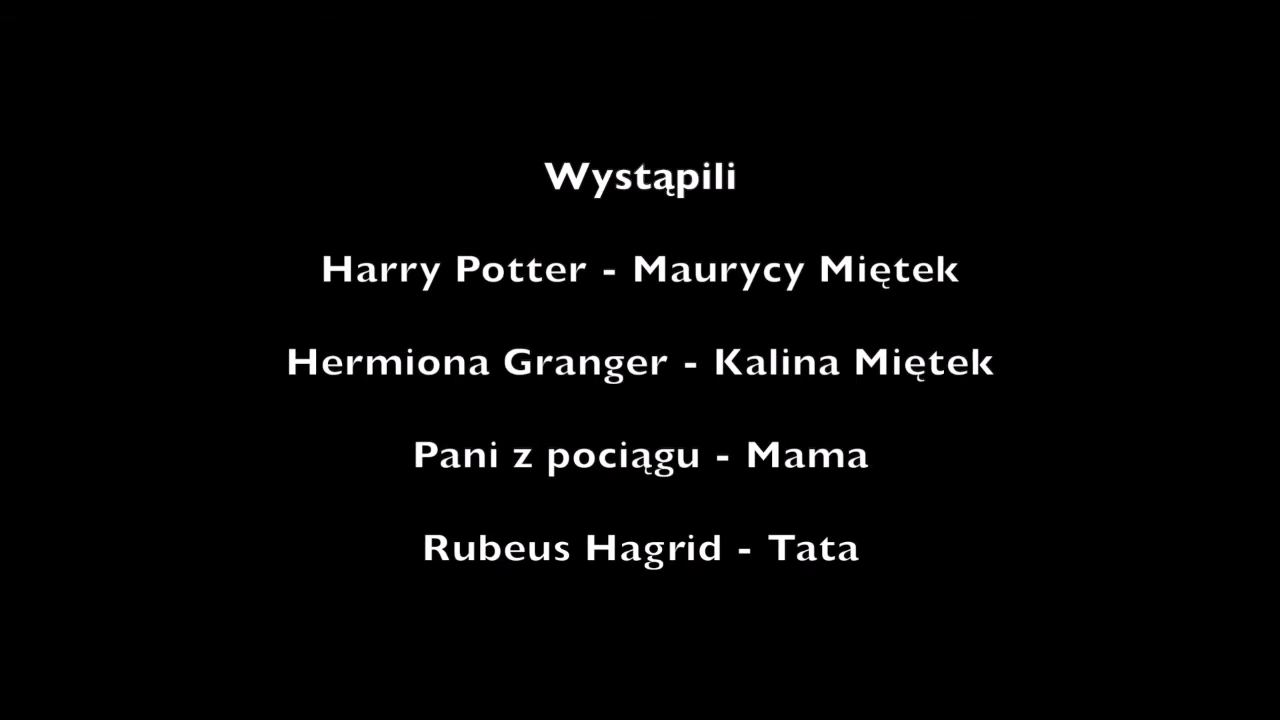 Wystąpili
Harry Potter - Maurycy Miętek
Hermiona Granger - Kalina Miętek
Pani z pociągu - Mama
Rubeus Hagrid - Tata